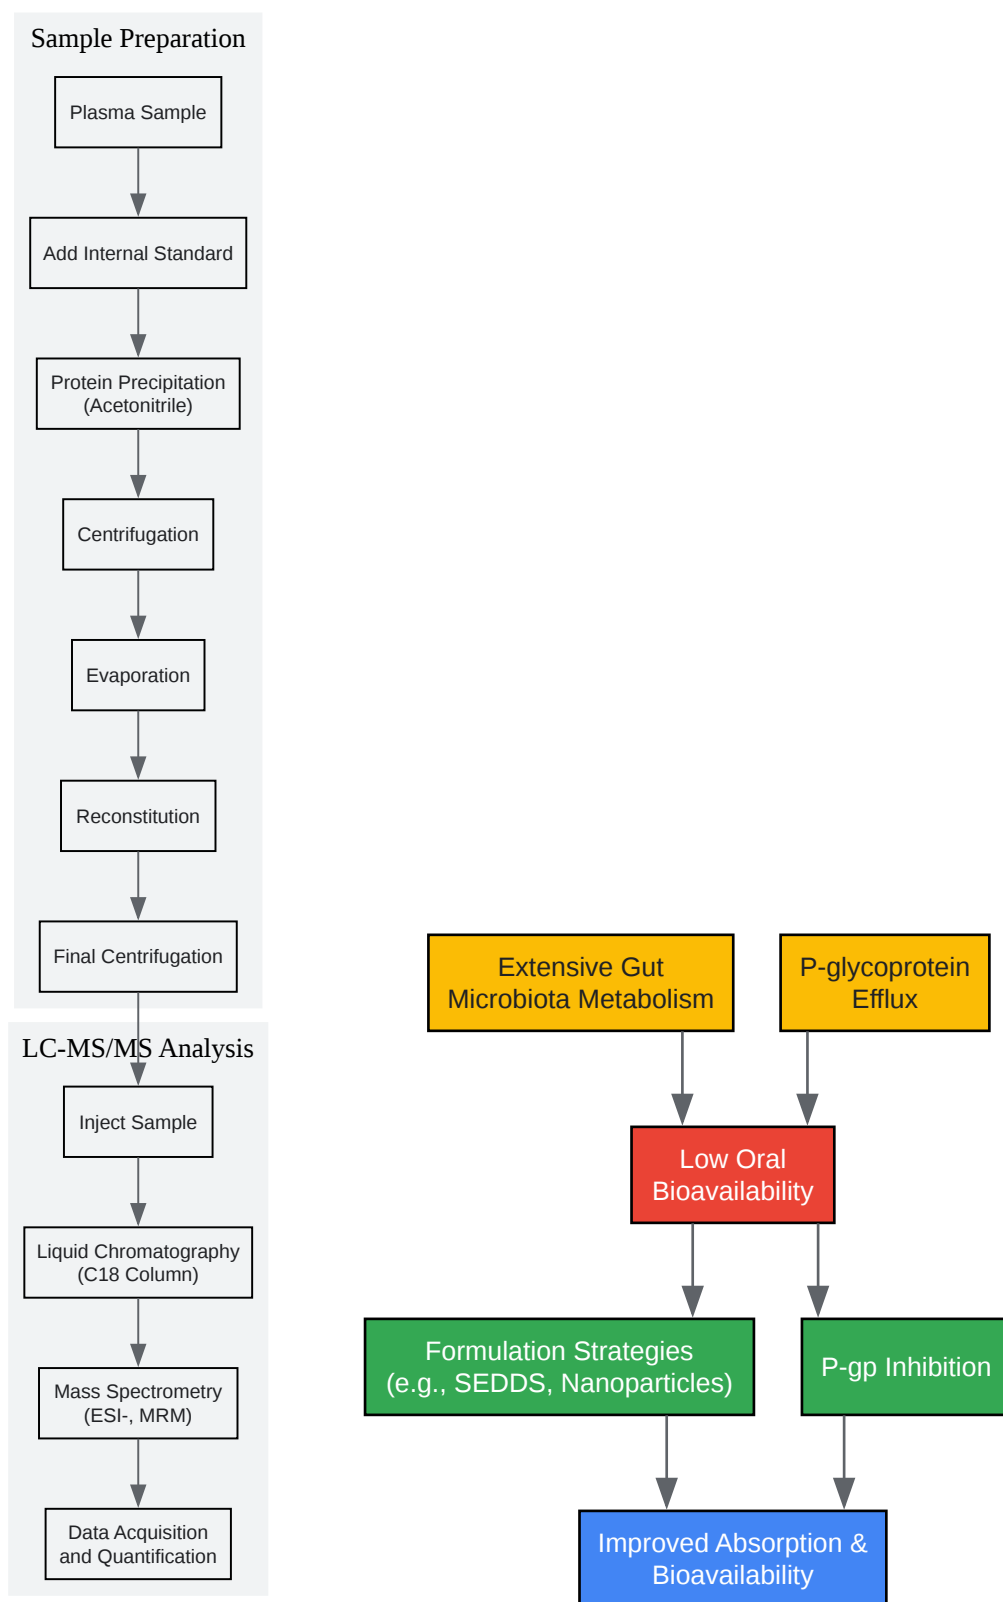 Sample Preparation
Plasma Sample
Add Internal Standard
Protein Precipitation
(Acetonitrile)
Centrifugation
Evaporation
Reconstitution
Final Centrifugation
LC-MS/MS Analysis
Inject Sample
Liquid Chromatography
(C18 Column)
Mass Spectrometry
(ESI-, MRM)
Data Acquisition
and Quantification
Extensive Gut
Microbiota Metabolism
P-glycoprotein
Efflux
Low Oral
Bioavailability
Formulation Strategies
(e.g., SEDDS, Nanoparticles)
P-gp Inhibition
Improved Absorption &
Bioavailability